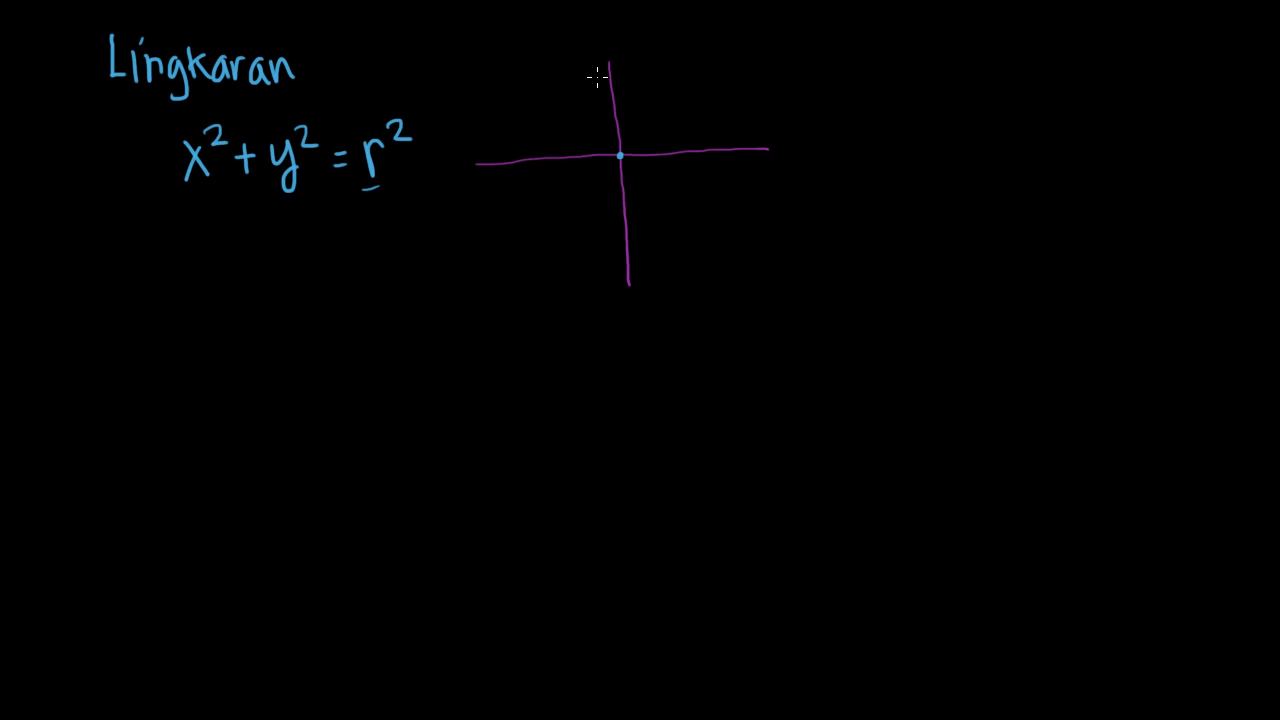 Lingkaran
x² + y² = r²